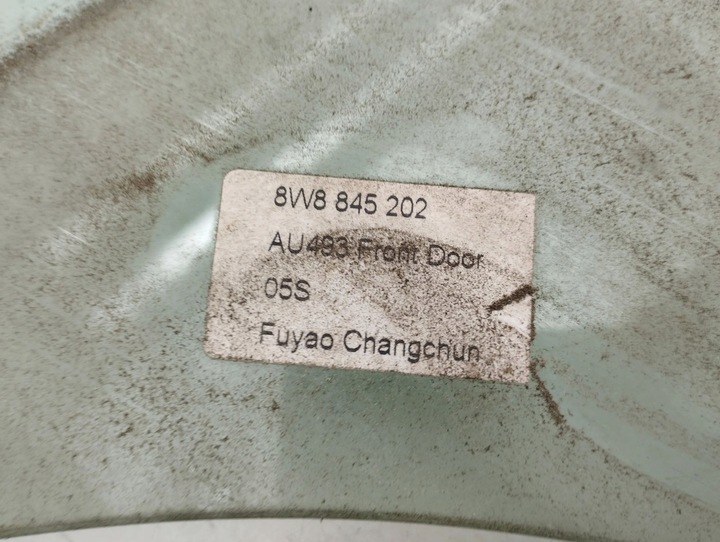 8W8 845 202
AU493 Front Door
05S
Fuyao Changchun